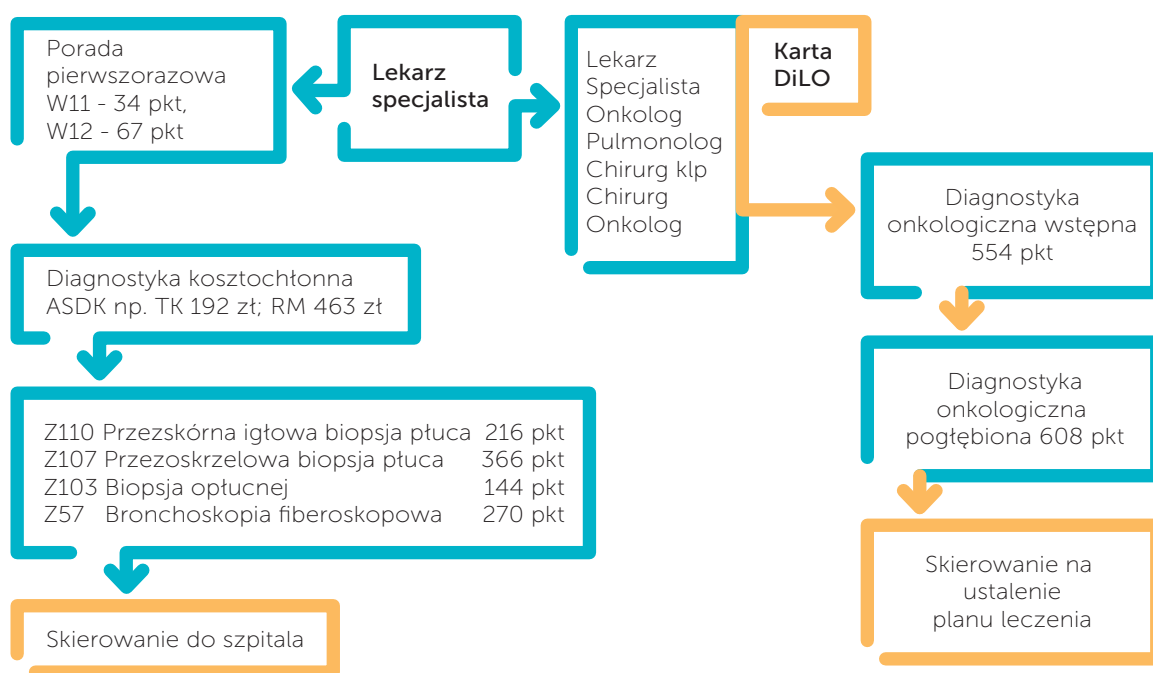 Porada
pierwszorazowa
W11 - 34 pkt,
W12 - 67 pkt
Lekarz
specjalista
Lekarz
Specjalista
Onkolog
Pulmonolog
Chirurg klp
Chirurg
Onkolog
Karta
DiLO
Diagnostyka
onkologiczna wstępna
554 pkt
Diagnostyka kosztochłonna
ASDK np. TK 192 zł; RM 463 zł
Diagnostyka
onkologiczna
pogłębiona 608 pkt
Z110 Przezskórna igłowa biopsja płuca 216 pkt
Z107 Przezoskrzelowa biopsja płuca 366 pkt
Z103 Biopsja opłucnej 144 pkt
Z57 Bronchoskopia fiberoskopowa 270 pkt
Skierowanie na
ustalenie
planu leczenia
Skierowanie do szpitala